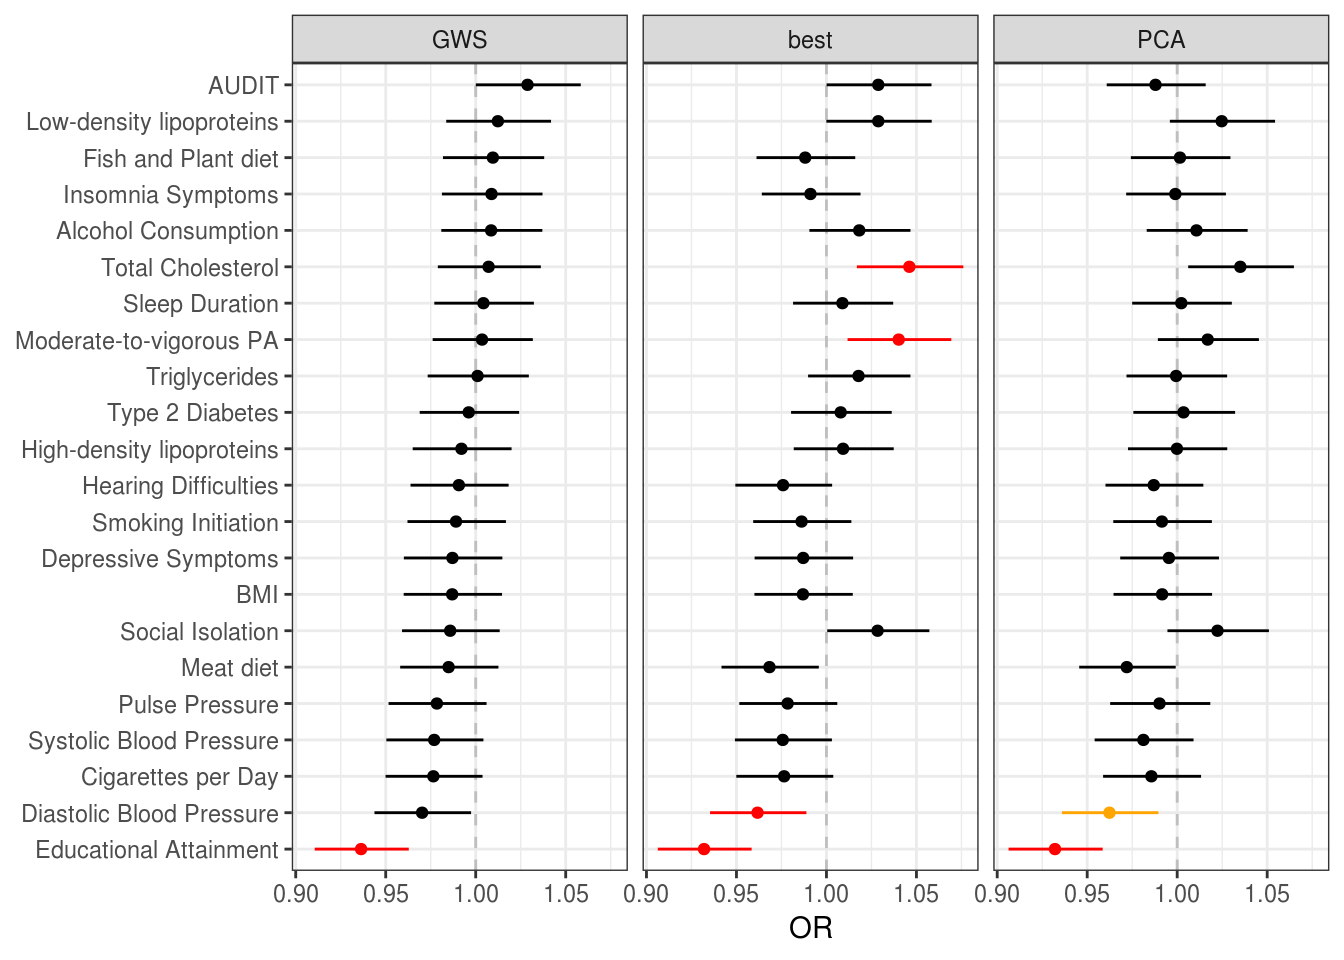 GWS best PCA
AUDIT
Low-density lipoproteins
Fish and Plant diet
Insomnia Symptoms
Alcohol Consumption
Total Cholesterol
Sleep Duration
Moderate-to-vigorous PA
Triglycerides
Type 2 Diabetes
High-density lipoproteins
Hearing Difficulties
Smoking Initiation
Depressive Symptoms
BMI
Social Isolation
Meat diet
Pulse Pressure
Systolic Blood Pressure
Cigarettes per Day
Diastolic Blood Pressure
Educational Attainment
0.90 0.95 1.00 1.05 0.90 0.95 1.00 1.05 0.90 0.95 1.00 1.05
OR